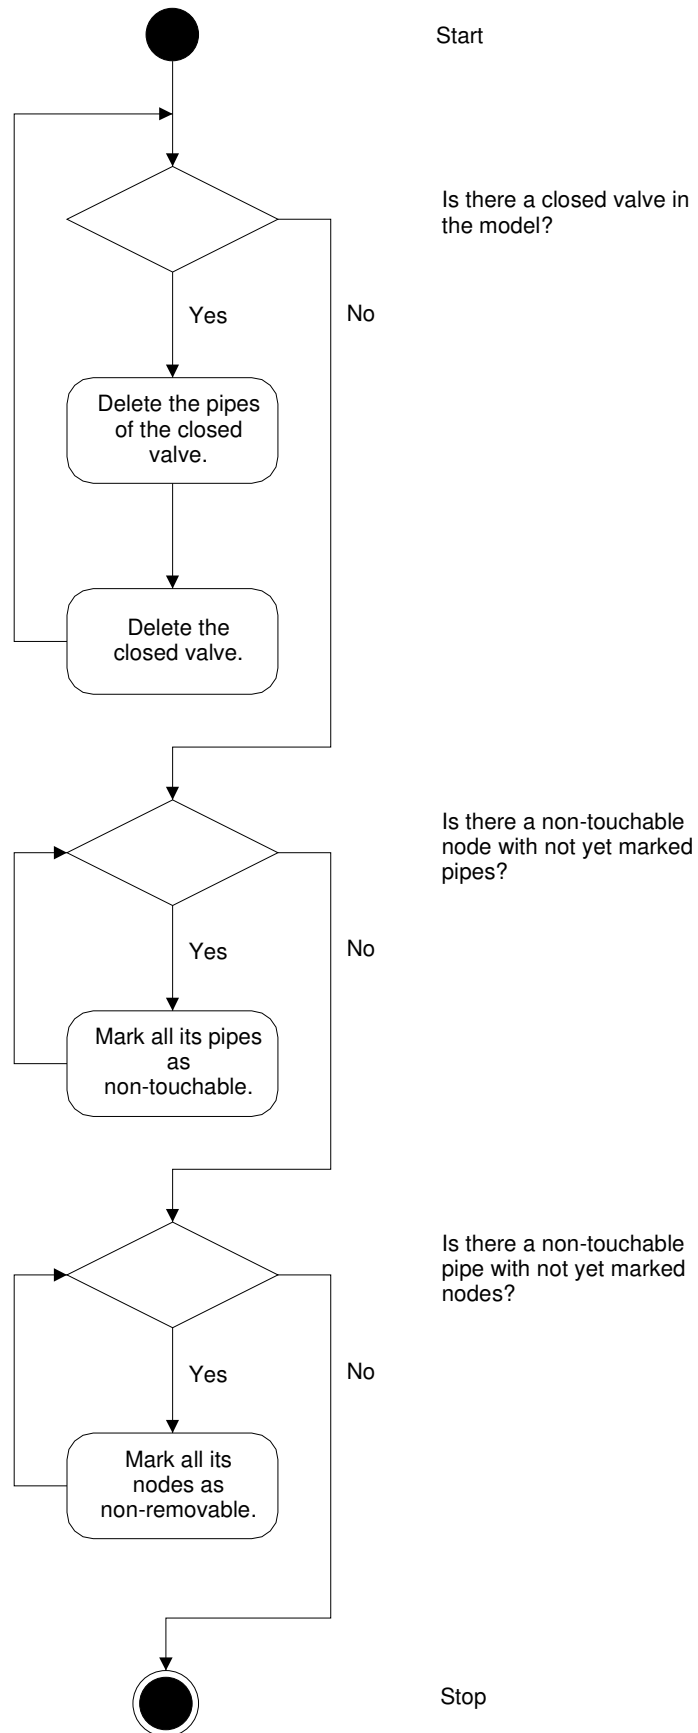 Start
Is there a closed valve in
the model?
Yes
No
Delete the pipes
of the closed
valve.
Delete the
closed valve.
Is there a non-touchable
node with not yet marked
pipes?
Yes
No
Mark all its pipes
as
non-touchable.
Is there a non-touchable
pipe with not yet marked
nodes?
Yes
No
Mark all its
nodes as
non-removable.
Stop